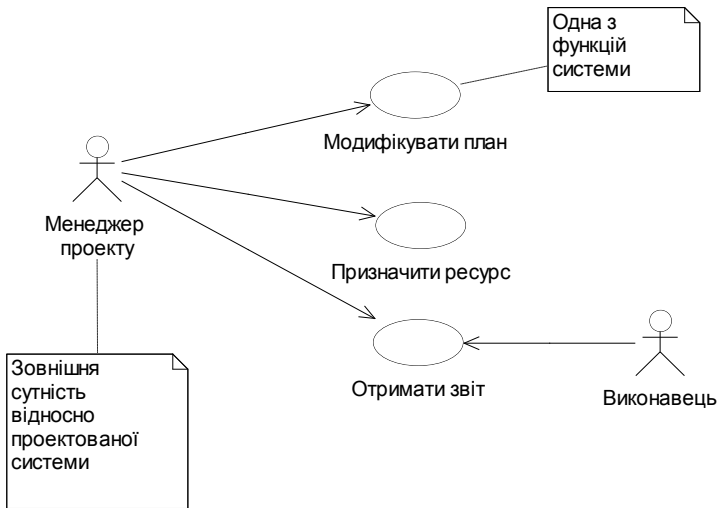 Одна з
функцій
системи
Модифікувати план
Менеджер
проекту
Призначити ресурс
Отримати звіт
Виконавець
Зовнішня
сутність
відносно
проектованої
системи